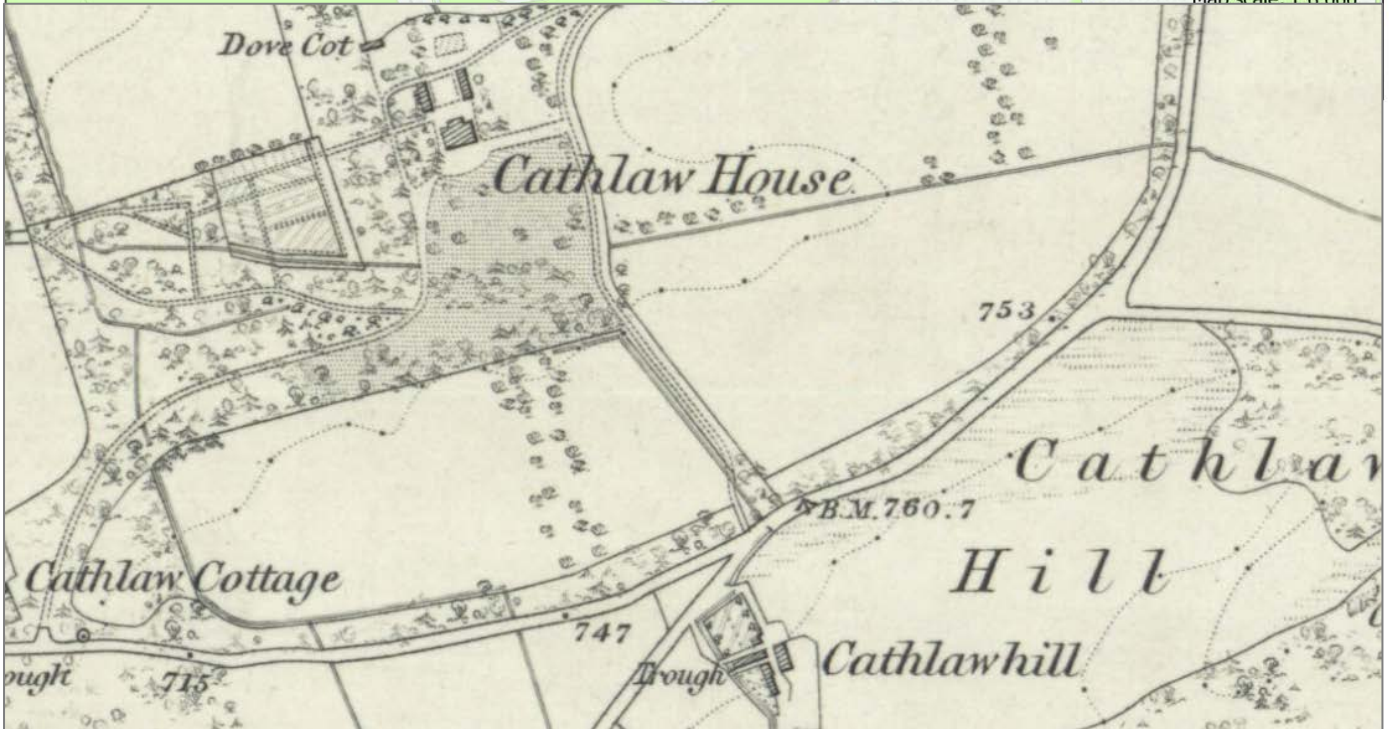 Dove Cot
Cathlaw House
753
Cathlaw
B.M. 760.7
Hill
Cathlaw Cottage
747
Cathlawhill
Trough
715